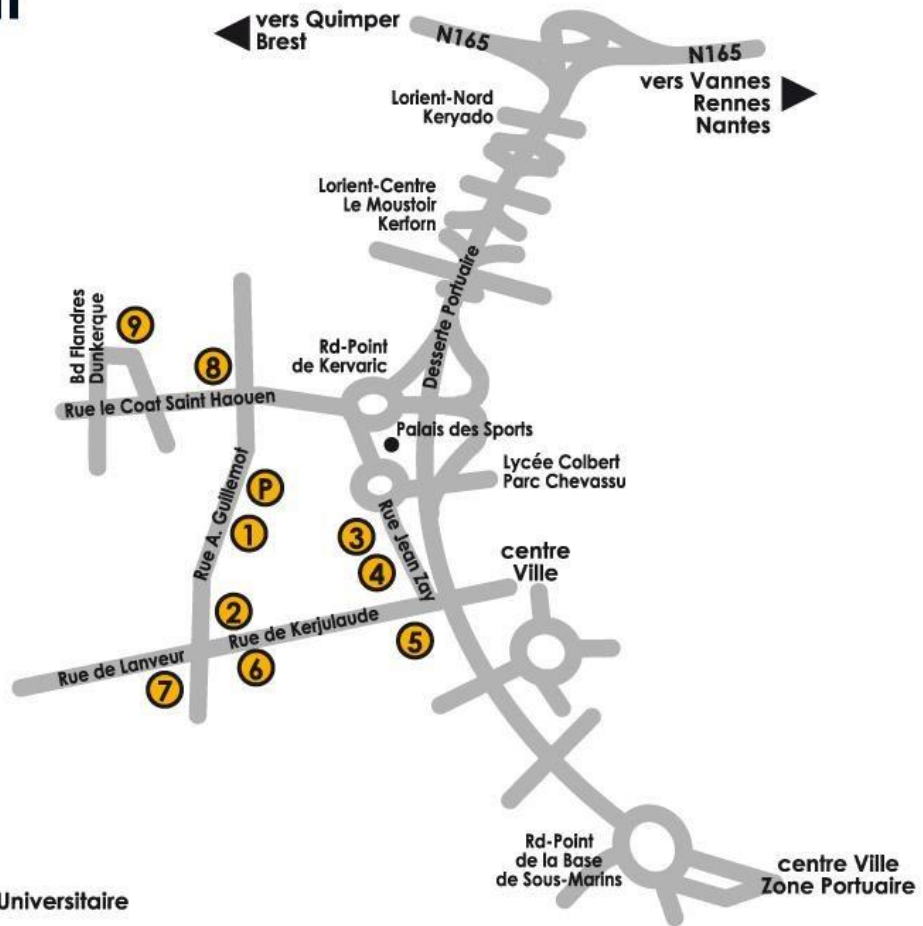 vers Quimper
Brest
N165
N165
vers Vannes
Rennes
Nantes
Lorient-Nord
Keryado
Lorient-Centre
Le Moustoir
Kerforn
Desserte Portuaire
Bd Flandres
Dunkerque
9
8
Rd-Point
de Kervaric
Rue le Coat Saint Haouen
Palais des Sports
Lycée Colbert
Parc Chevassu
Rue A. Guillemot
P
1
3
Rue Jean Zay
4
centre
Ville
2
Rue de Kerjulaude
5
Rue de Lanveur
6
7
Rd-Point
de la Base
de Sous-Marins
centre Ville
Zone Portuaire
Universitaire